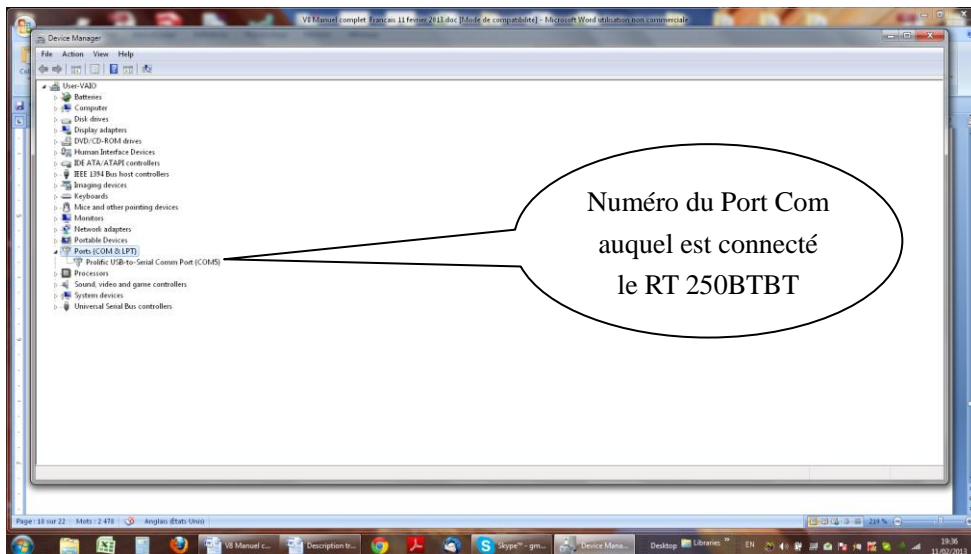 V8 Manuel complet Francais 11 fevrier 2013.doc [Mode de compatibilité] - Microsoft Word utilisation non commerciale
Device Manager
File Action View Help
User-VAIO
Batteries
Computer
Disk drives
Display adapters
DVD/CD-ROM drives
Human Interface Devices
IDE ATA/ATAPI controllers
IEEE 1394 Bus host controllers
Imaging devices
Keyboards
Mice and other pointing devices
Monitors
Network adapters
Portable Devices
Ports (COM & LPT)
Prolific USB-to-Serial Comm Port (COM5)
Processors
Sound, video and game controllers
System devices
Universal Serial Bus controllers
Numéro du Port Com
auquel est connecté
le RT 250BTBT
Page : 18 sur 22 Mots : 2 478 Anglais (États Unis) 219 %
V8 Manuel c... Description tr... Skype™ - gm... Device Mana... Desktop Libraries » EN 19:36
11/02/2013